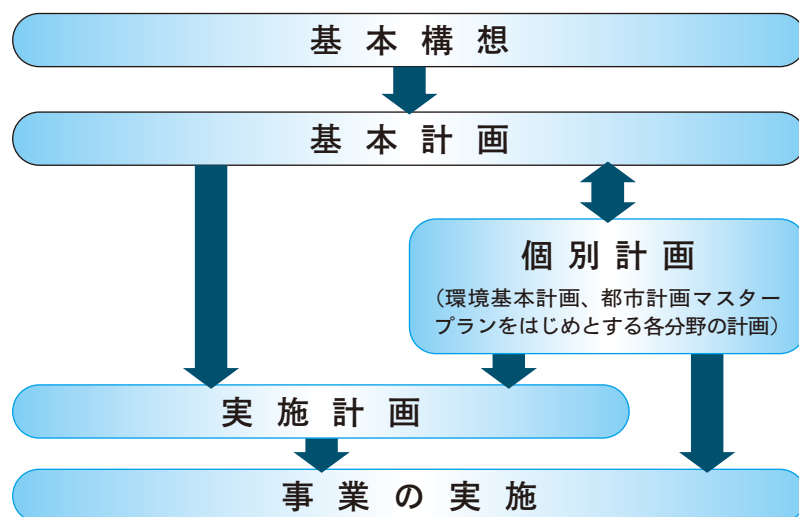 基本構想
基本計画
個別計画
（環境基本計画、都市計画マスター
プランをはじめとする各分野の計画）
実施計画
事業の実施